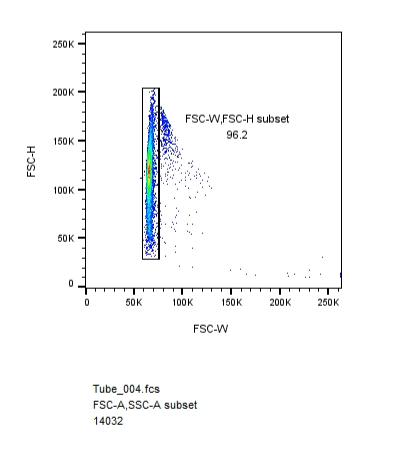 250K
200K
150K
100K
50K
0
FSC-H
FSC-W,FSC-H subset
96.2
0 50K 100K 150K 200K 250K
FSC-W
Tube_004.fcs
FSC-A,SSC-A subset
14032